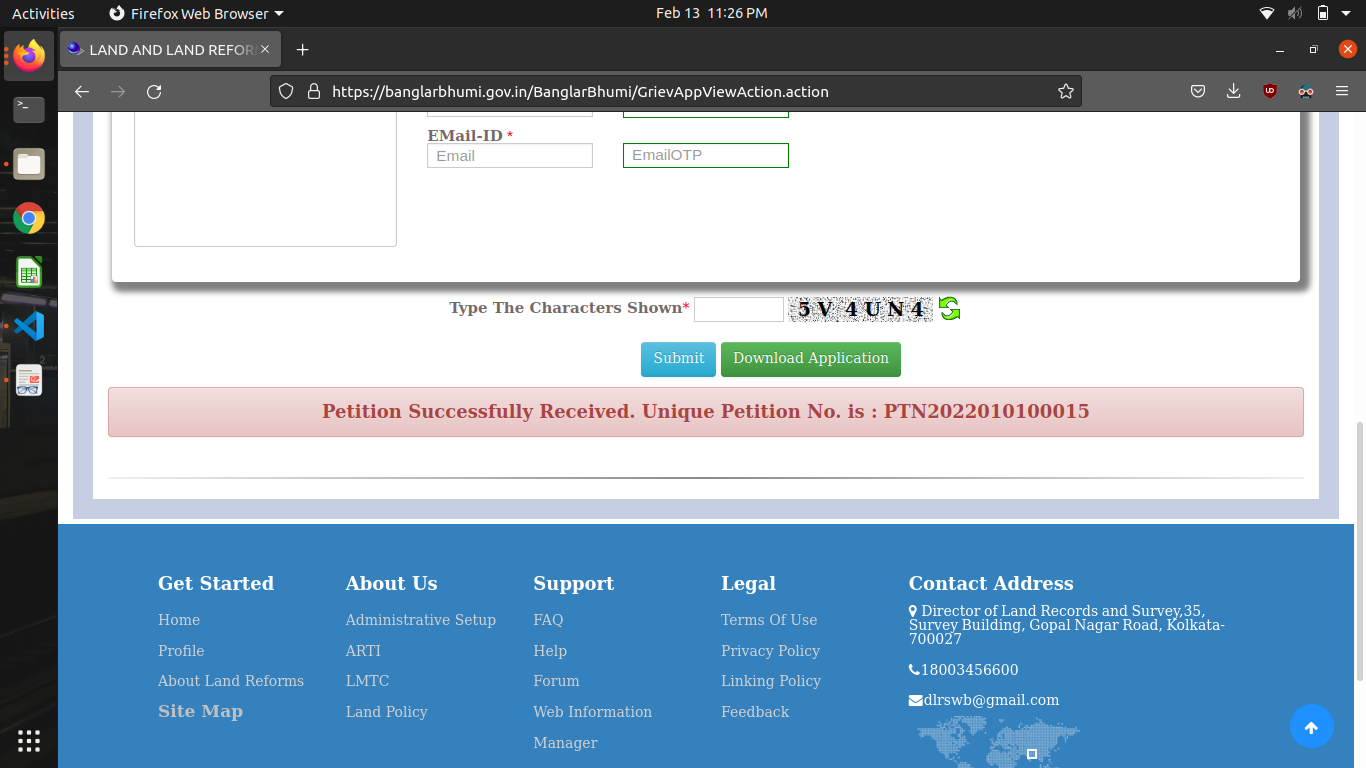 Activities
Firefox Web Browser
Feb 13 11:26 PM
LAND AND LAND REFOR
https://banglarbhumi.gov.in/BanglarBhumi/GrievAppViewAction.action
EMail-ID *
Email
EmailOTP
Type The Characters Shown*
5 V 4 U N 4
Submit
Download Application
Petition Successfully Received. Unique Petition No. is : PTN2022010100015
Get Started
Home
Profile
About Land Reforms
Site Map
About Us
Administrative Setup
ARTI
LMTC
Land Policy
Support
FAQ
Help
Forum
Web Information
Manager
Legal
Terms Of Use
Privacy Policy
Linking Policy
Feedback
Contact Address
Director of Land Records and Survey,35,
Survey Building, Gopal Nagar Road, Kolkata-
700027
18003456600
dlrswb@gmail.com